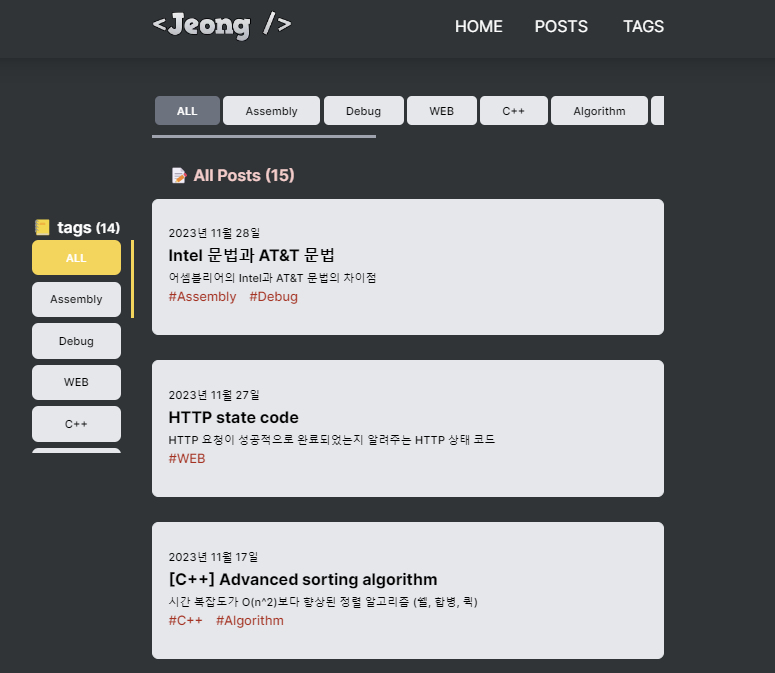 <Jeong />
HOME POSTS TAGS
ALL Assembly Debug WEB C++ Algorithm
All Posts (15)
tags (14)
ALL
Assembly
Debug
WEB
C++
2023년 11월 28일
Intel 문법과 AT&T 문법
어셈블리어의 Intel과 AT&T 문법의 차이점
#Assembly #Debug
2023년 11월 27일
HTTP state code
HTTP 요청이 성공적으로 완료되었는지 알려주는 HTTP 상태 코드
#WEB
2023년 11월 17일
[C++] Advanced sorting algorithm
시간 복잡도가 O(n^2)보다 향상된 정렬 알고리즘 (쉘, 합병, 퀵)
#C++ #Algorithm